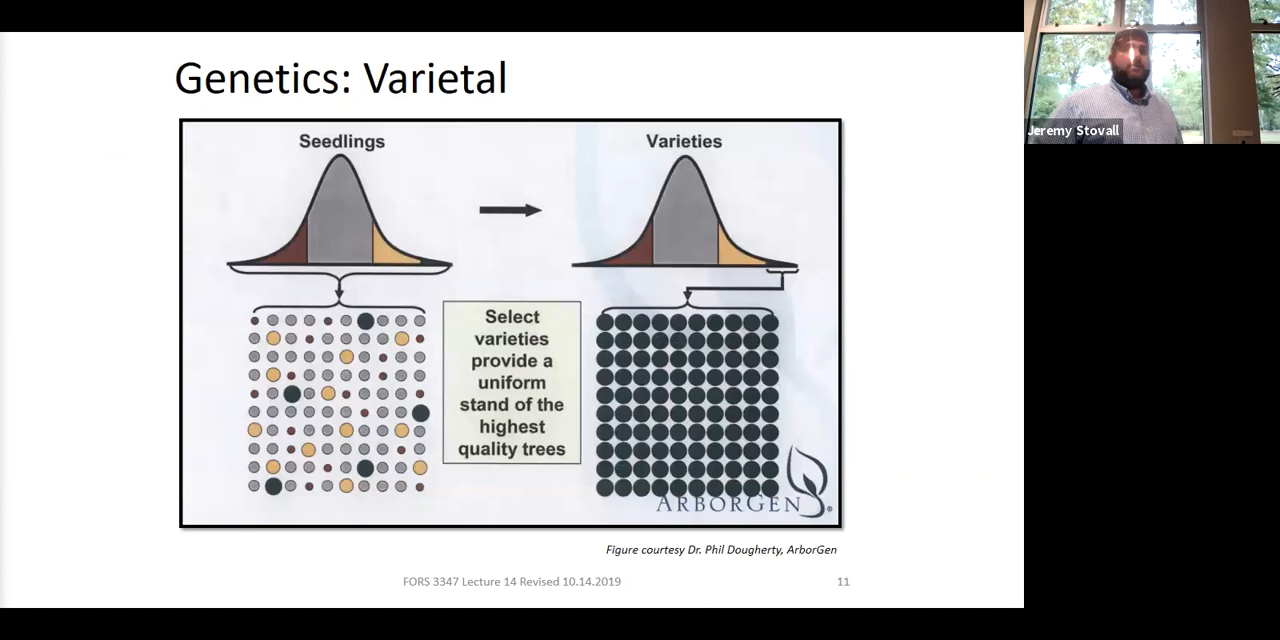 Genetics: Varietal
Jeremy Stovall
Seedlings
Varieties
Select
varieties
provide a
uniform
stand of the
highest
quality trees
ARBORGEN®
Figure courtesy Dr. Phil Dougherty, ArborGen
FORS 3347 Lecture 14 Revised 10.14.2019
11